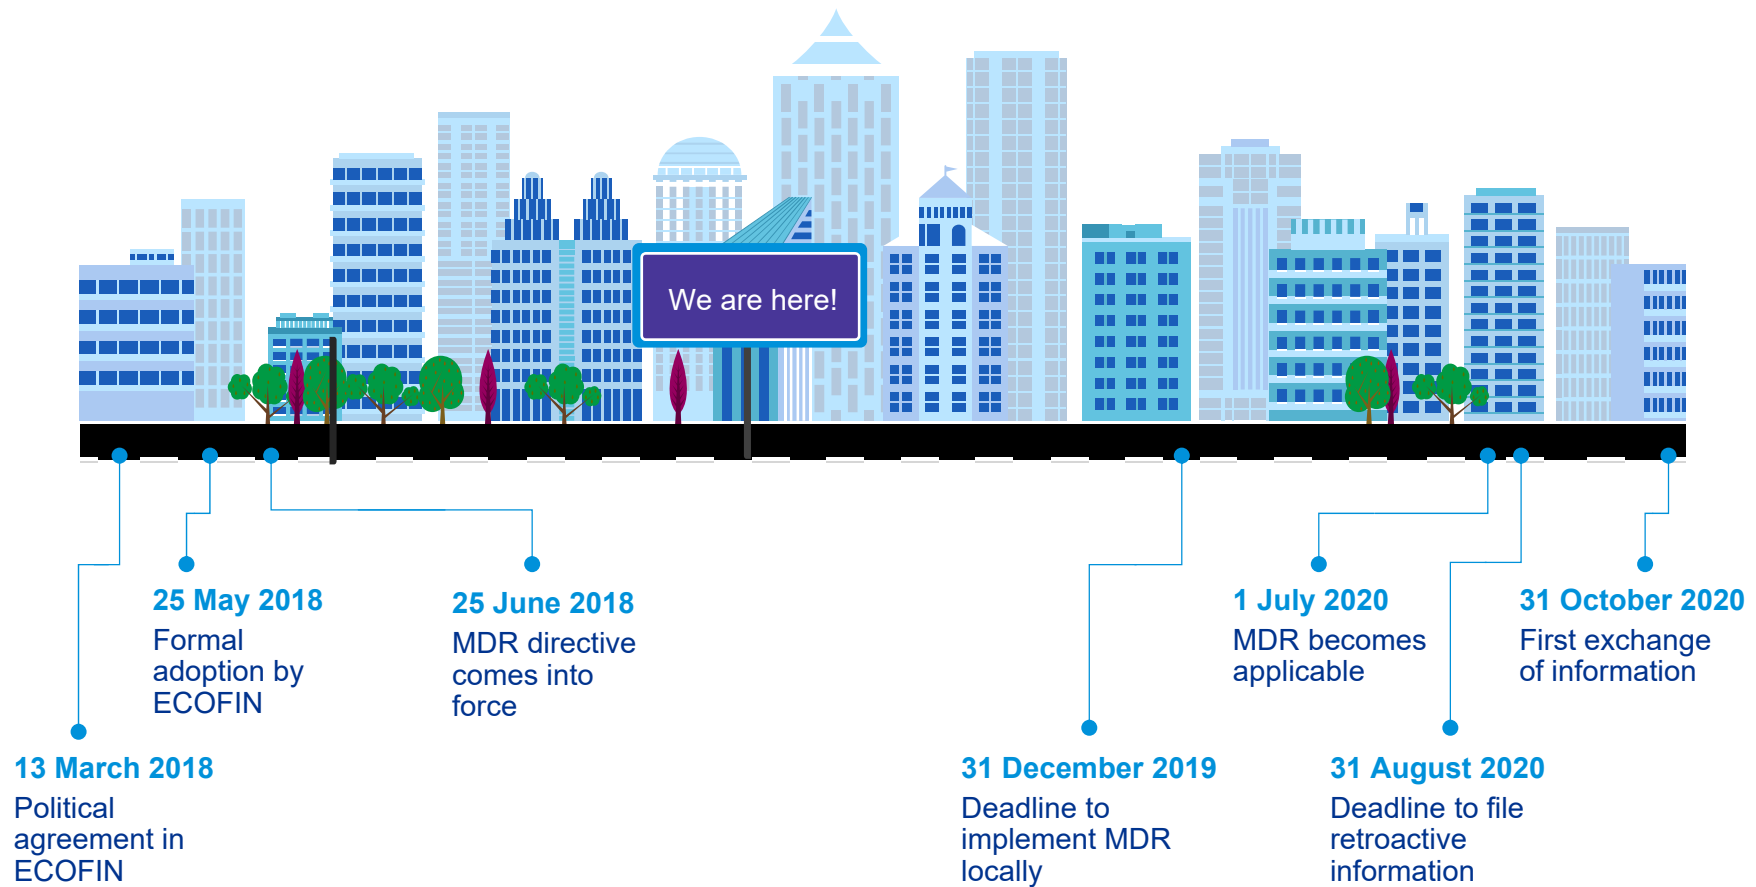 We are here!
25 May 2018
Formal
adoption by
ECOFIN
25 June 2018
MDR directive
comes into
force
1 July 2020
MDR becomes
applicable
31 October 2020
First exchange
of information
13 March 2018
Political
agreement in
ECOFIN
31 December 2019
Deadline to
implement MDR
locally
31 August 2020
Deadline to file
retroactive
information